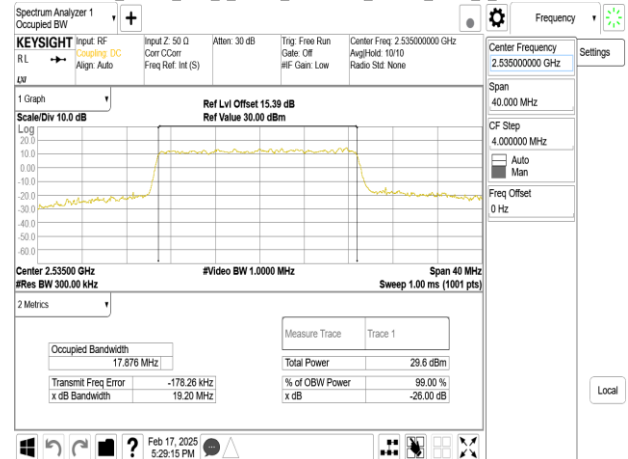 Spectrum Analyzer 1
Occupied BW
+
Frequency
KEYSIGHT
RL
LXI
Input: RF
Coupling: DC
Align: Auto
Input Z: 50 Ω
Corr CCorr
Freq Ref: Int (S)
Atten: 30 dB
Trig: Free Run
Gate: Off
#IF Gain: Low
Center Freq: 2.535000000 GHz
Avg|Hold: 10/10
Radio Std: None
Center Frequency
2.535000000 GHz
Settings
Span
40.000 MHz
CF Step
4.000000 MHz
Auto
Man
Freq Offset
0 Hz
Local
1 Graph
Scale/Div 10.0 dB
Ref Lvl Offset 15.39 dB
Ref Value 30.00 dBm
Log
20.0
10.0
0.00
-10.0
-20.0
-30.0
-40.0
-50.0
-60.0
Center 2.53500 GHz
#Video BW 1.0000 MHz
Span 40 MHz
#Res BW 300.00 kHz
Sweep 1.00 ms (1001 pts)
2 Metrics
Measure Trace Trace 1
Occupied Bandwidth
17.876 MHz
Total Power 29.6 dBm
Transmit Freq Error -178.26 kHz
% of OBW Power 99.00 %
x dB Bandwidth 19.20 MHz
x dB -26.00 dB
?
Feb 17, 2025
5:29:15 PM